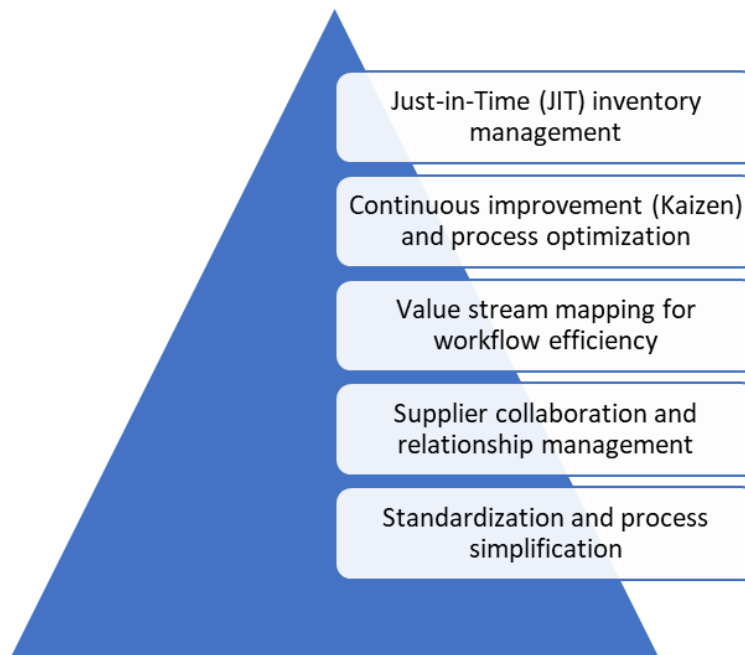 Just-in-Time (JIT) inventory
management
Continuous improvement (Kaizen)
and process optimization
Value stream mapping for
workflow efficiency
Supplier collaboration and
relationship management
Standardization and process
simplification